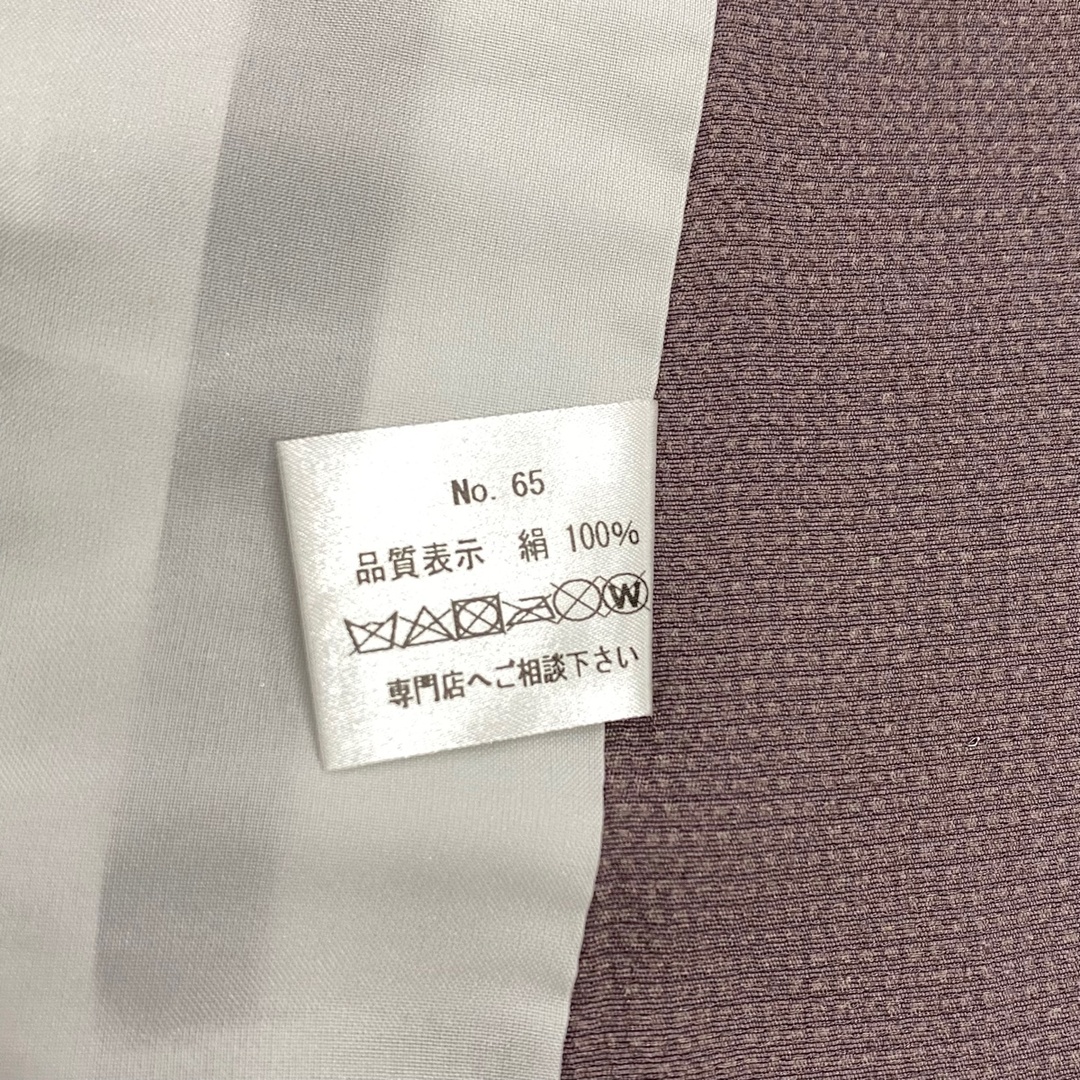 No. 65
品質表示 絹 100%
W
専門店へご相談下さい